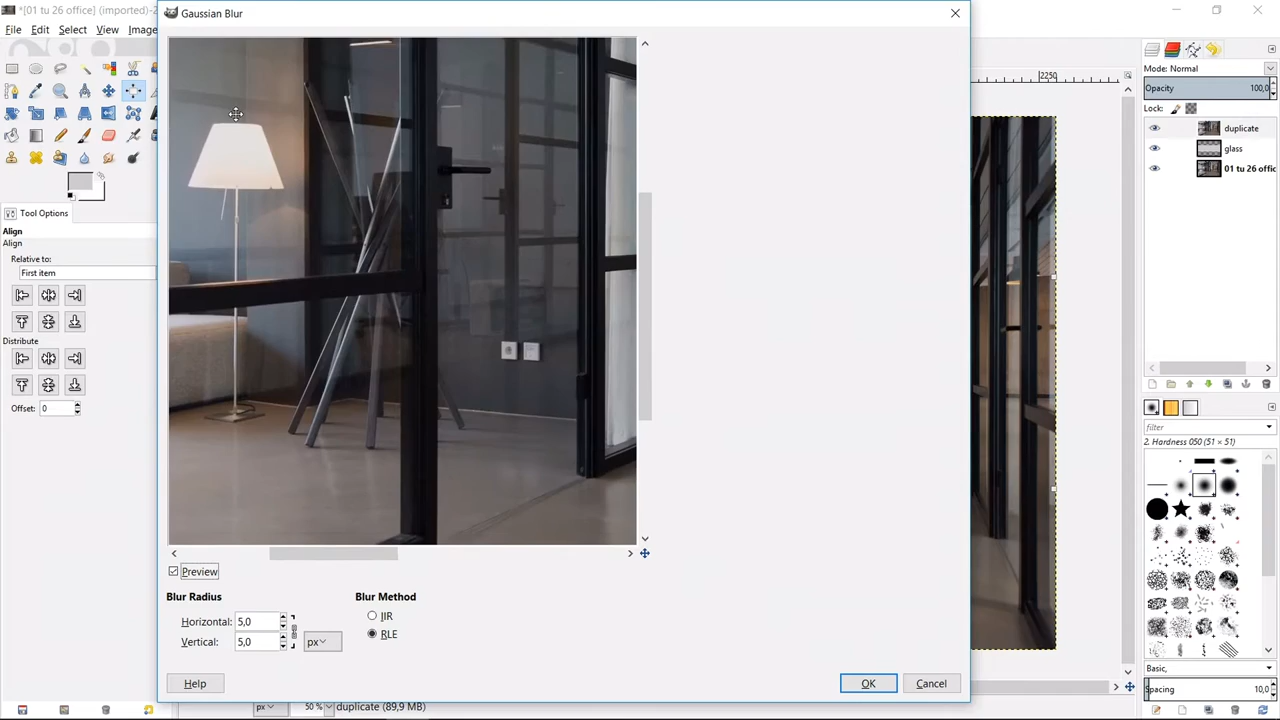 *[01 tu 26 office] (imported)-2
Gaussian Blur
File Edit Select View Image
2250
Mode: Normal
Opacity 100,0
Lock:
duplicate
glass
01 tu 26 offic
Tool Options
Align
Align
Relative to:
First item
Distribute
Offset: 0
filter
2. Hardness 050 (51 × 51)
Preview
Blur Radius
Blur Method
Horizontal: 5,0
IIR
Vertical: 5,0
px
RLE
Help
OK
Cancel
Basic,
Spacing 10,0
px
50 %
duplicate (89,9 MB)